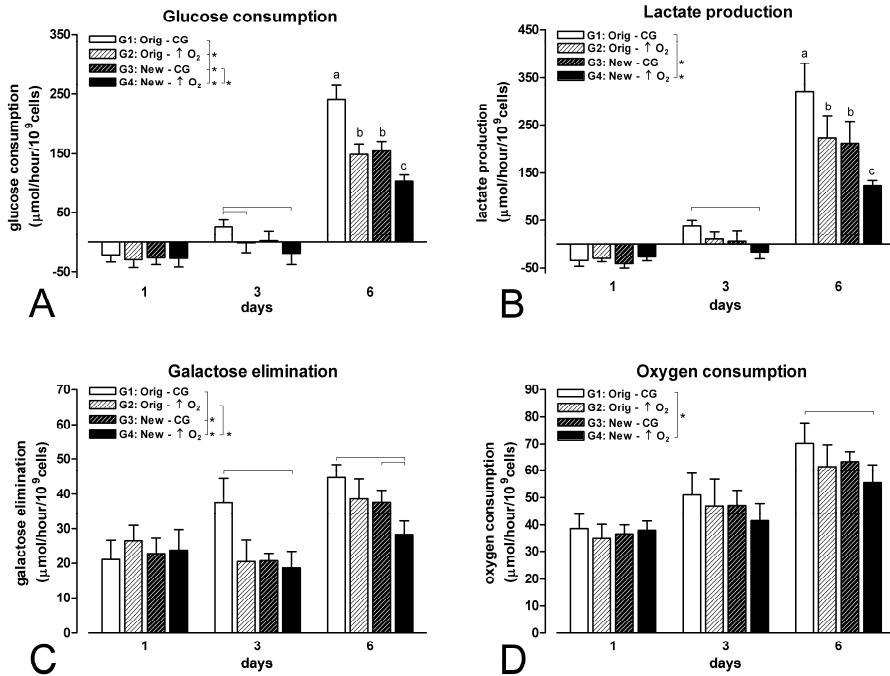 Glucose consumption
350
250
150
50
-50
glucose consumption
(μmol/hour/10⁹cells)
G1: Orig - CG
G2: Orig - ↑ O₂ *
G3: New - CG * *
G4: New - ↑ O₂ * *
a
b b
c
1 3 6
days
A
Lactate production
450
350
250
150
50
-50
lactate production
(μmol/hour/10⁹cells)
G1: Orig - CG
G2: Orig - ↑ O₂
G3: New - CG *
G4: New - ↑ O₂ *
a
b b
c
1 3 6
days
B
Galactose elimination
70
60
50
40
30
20
10
0
galactose elimination
(μmol/hour/10⁹cells)
G1: Orig - CG
G2: Orig - ↑ O₂
G3: New - CG *
G4: New - ↑ O₂ * *
1 3 6
days
C
Oxygen consumption
90
80
70
60
50
40
30
20
10
0
oxygen consumption
(μmol/hour/10⁹cells)
G1: Orig - CG
G2: Orig - ↑ O₂ *
G3: New - CG
G4: New - ↑ O₂
1 3 6
days
D